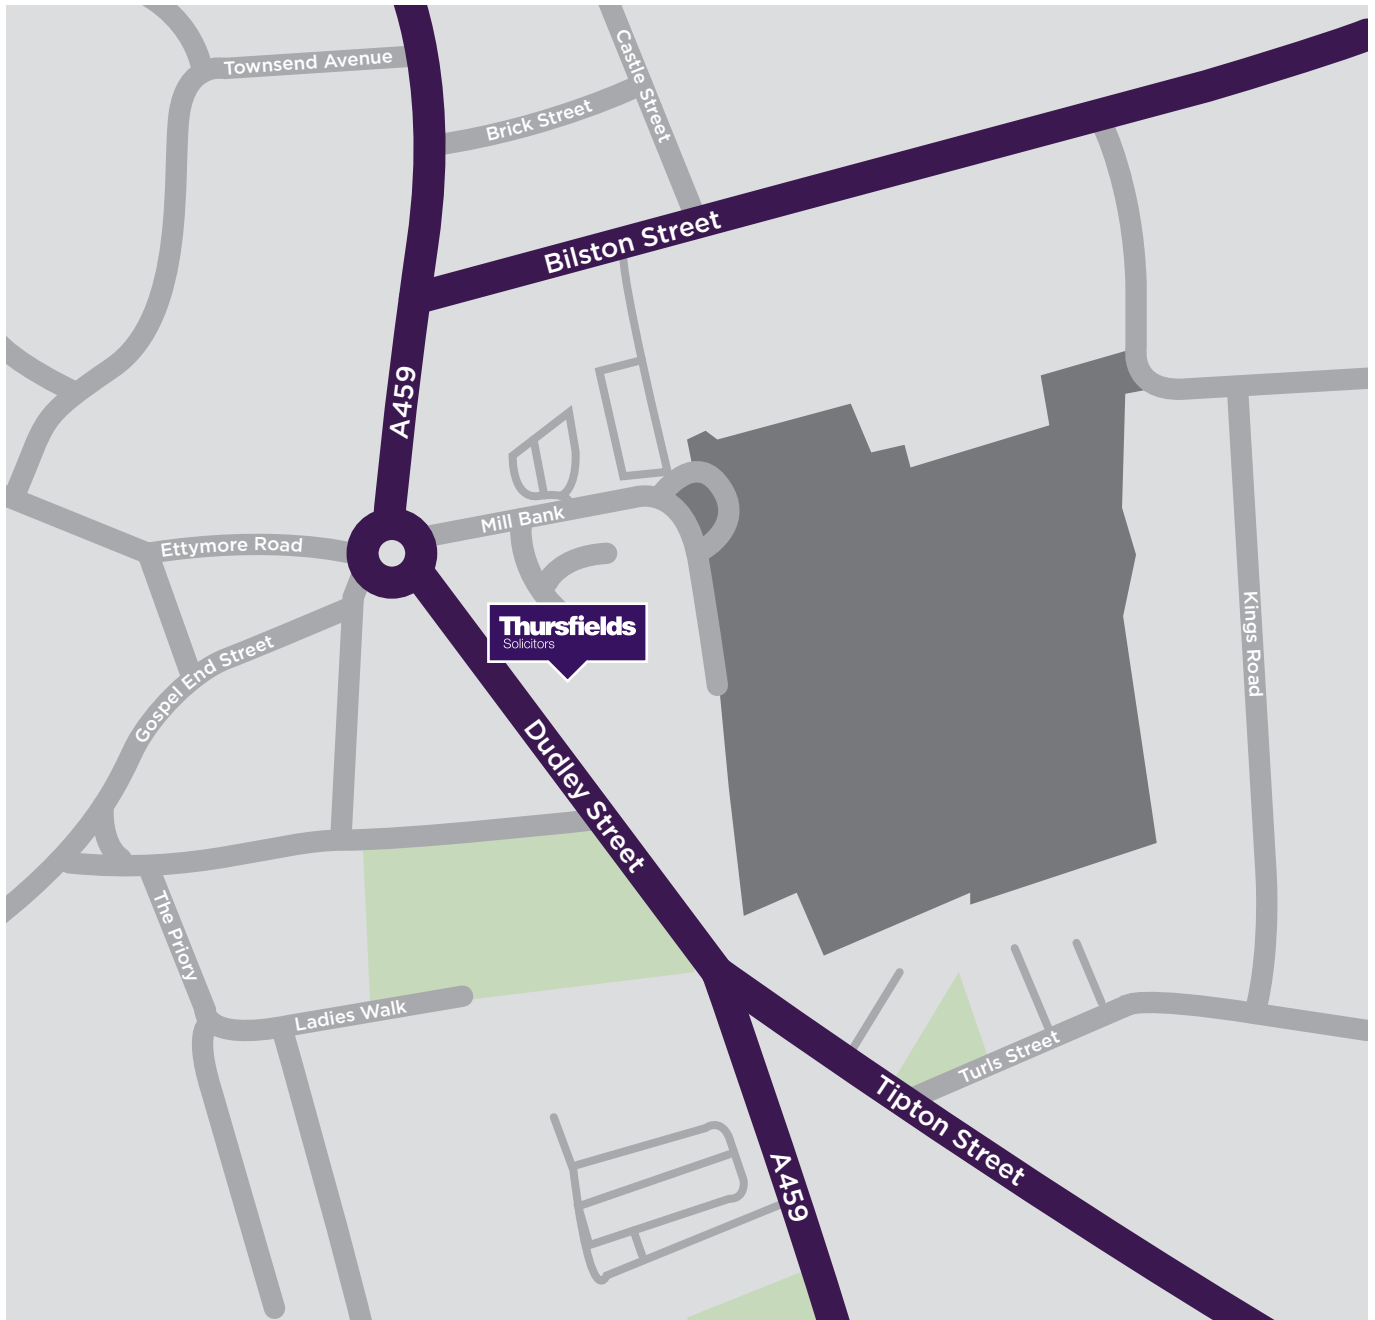 Townsend Avenue
Castle Street
Brick Street
Bilston Street
A459
Mill Bank
Ettymore Road
Thursfields
Solicitors
Kings Road
Gospel End Street
Dudley Street
The Priory
Ladies Walk
Turls Street
Tipton Street
A459